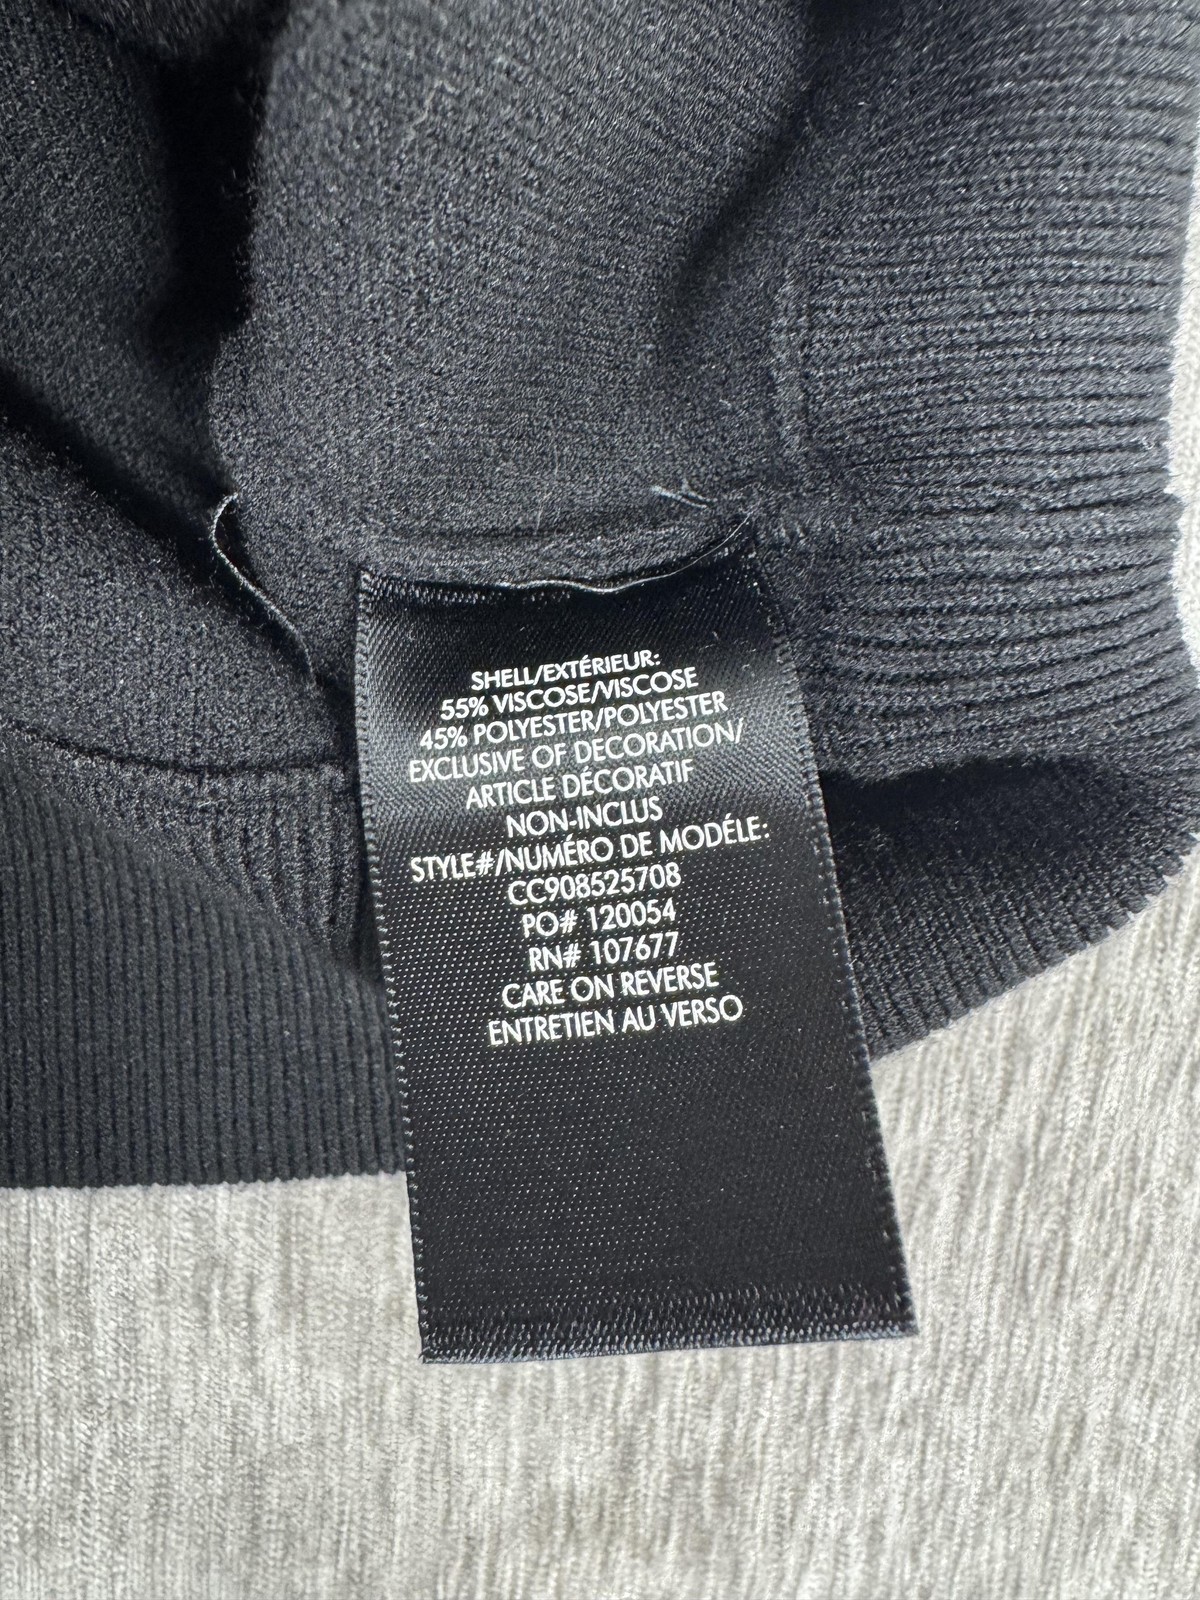 SHELL/EXTÉRIEUR:
55% VISCOSE/VISCOSE
45% POLYESTER/POLYESTER
EXCLUSIVE OF DECORATION/
ARTICLE DÉCORATIF
NON-INCLUS
STYLE#/NUMÉRO DE MODÉLE:
CC908525708
PO# 120054
RN# 107677
CARE ON REVERSE
ENTRETIEN AU VERSO